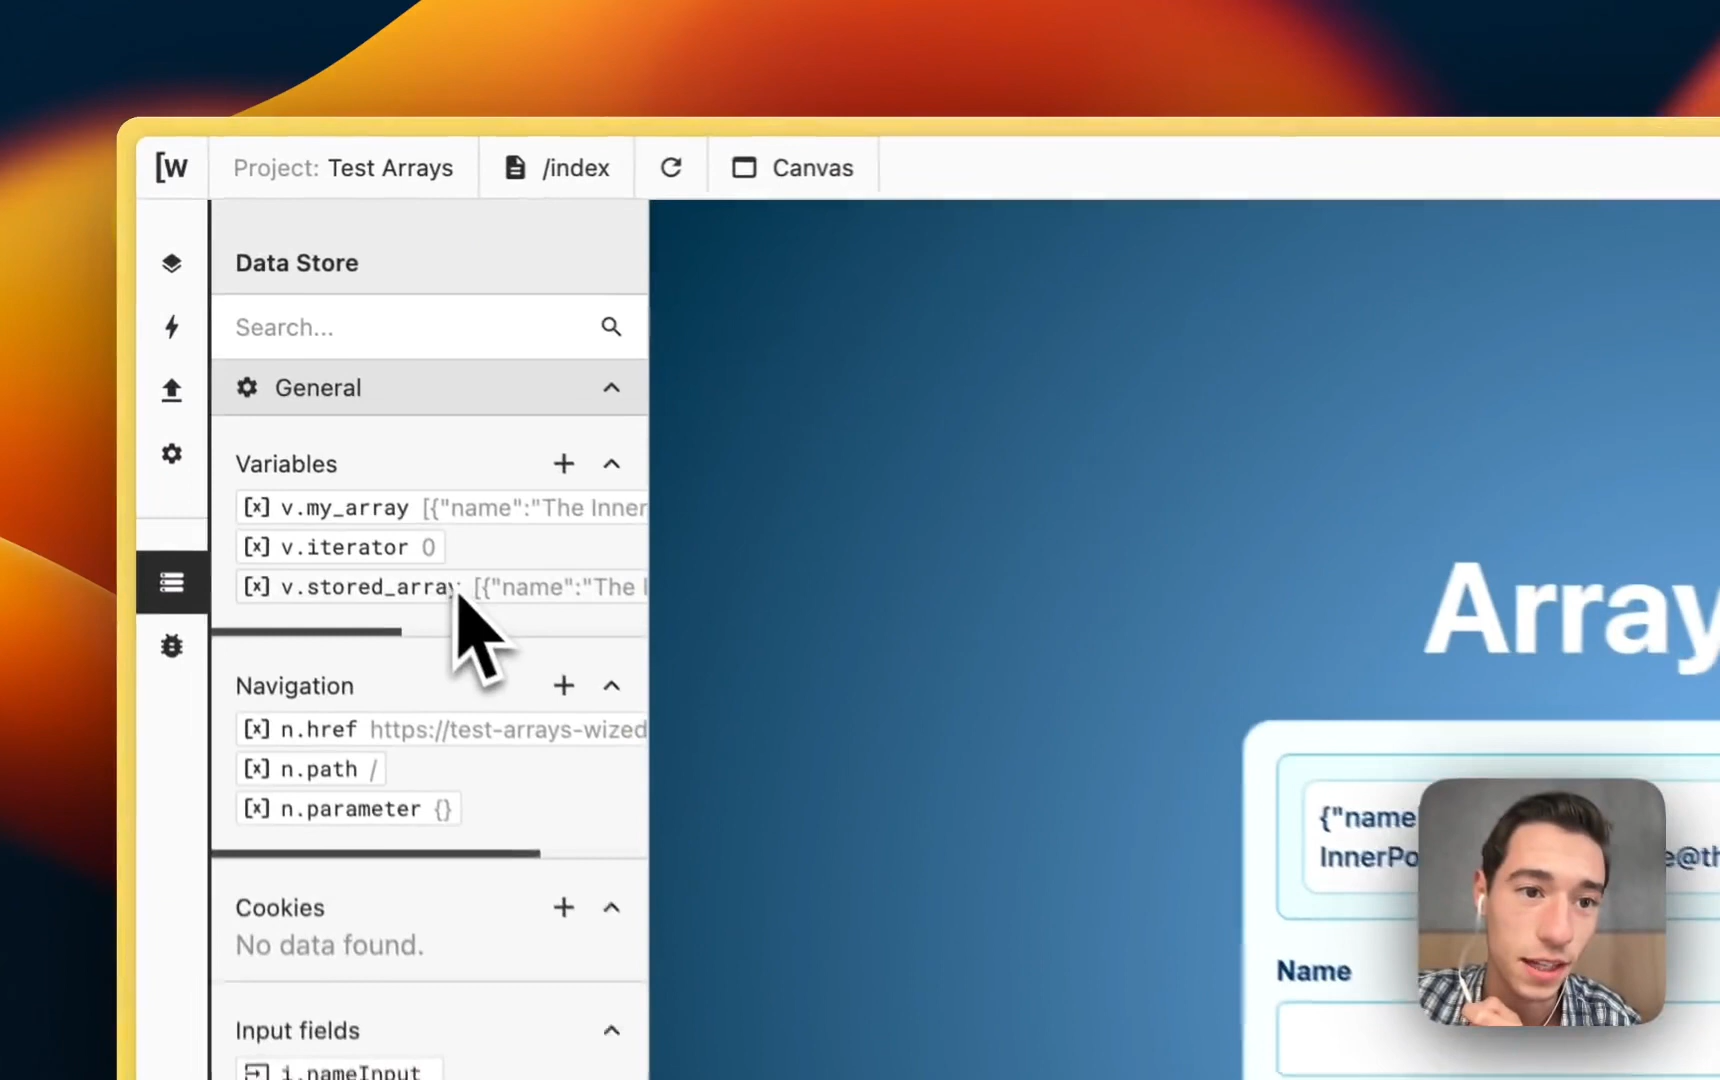 [W Project: Test Arrays /index Canvas
Data Store
Search...
General
Variables
[x] v.my_array [{"name":"The Inner
[x] v.iterator 0
[x] v.stored_array [{"name":"The I
Navigation
[x] n.href https://test-arrays-wized
[x] n.path /
[x] n.parameter {}
Cookies
No data found.
Input fields
i.nameInput
Array
{"name"
InnerPo e@th
Name